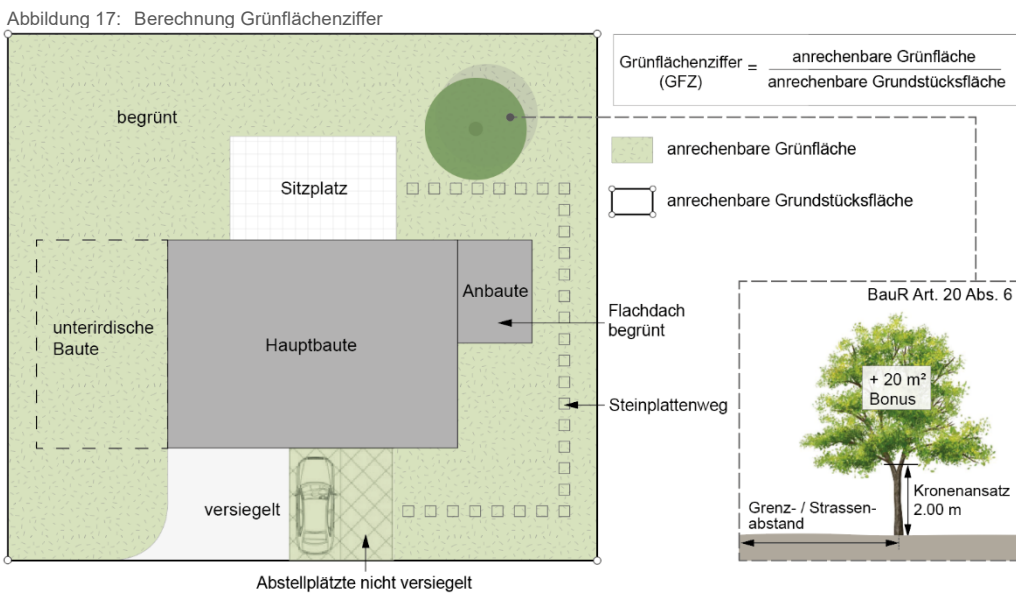 Abbildung 17: Berechnung Grünflächenziffer
begrünt
Sitzplatz
unterirdische
Baute
Hauptbaute
Anbaute
versiegelt
Flachdach
begrünt
Steinplattenweg
Abstellplätzte nicht versiegelt
Grünflächenziffer
(GFZ)
=
anrechenbare Grünfläche
anrechenbare Grundstücksfläche
anrechenbare Grünfläche
anrechenbare Grundstücksfläche
BauR Art. 20 Abs. 6
+ 20 m²
Bonus
Kronenansatz
2.00 m
Grenz- / Strassen-
abstand